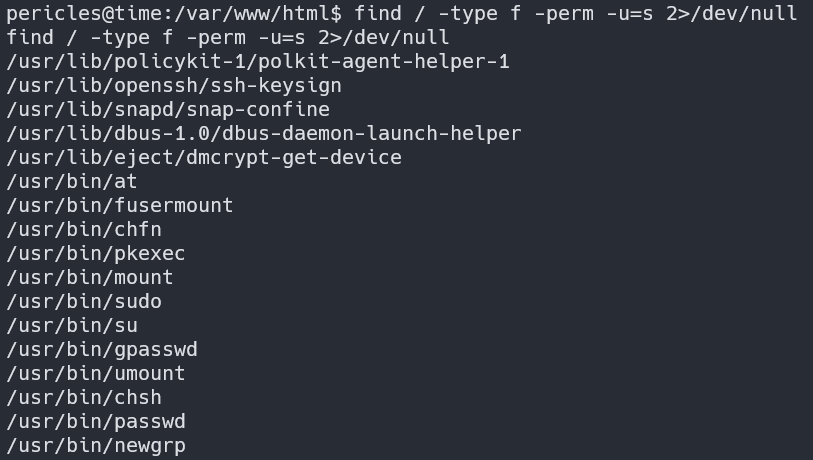 pericles@time:/var/www/html$ find / -type f -perm -u=s 2>/dev/null
find / -type f -perm -u=s 2>/dev/null
/usr/lib/policykit-1/polkit-agent-helper-1
/usr/lib/openssh/ssh-keysign
/usr/lib/snapd/snap-confine
/usr/lib/dbus-1.0/dbus-daemon-launch-helper
/usr/lib/eject/dmcrypt-get-device
/usr/bin/at
/usr/bin/fusermount
/usr/bin/chfn
/usr/bin/pkexec
/usr/bin/mount
/usr/bin/sudo
/usr/bin/su
/usr/bin/gpasswd
/usr/bin/umount
/usr/bin/chsh
/usr/bin/passwd
/usr/bin/newgrp